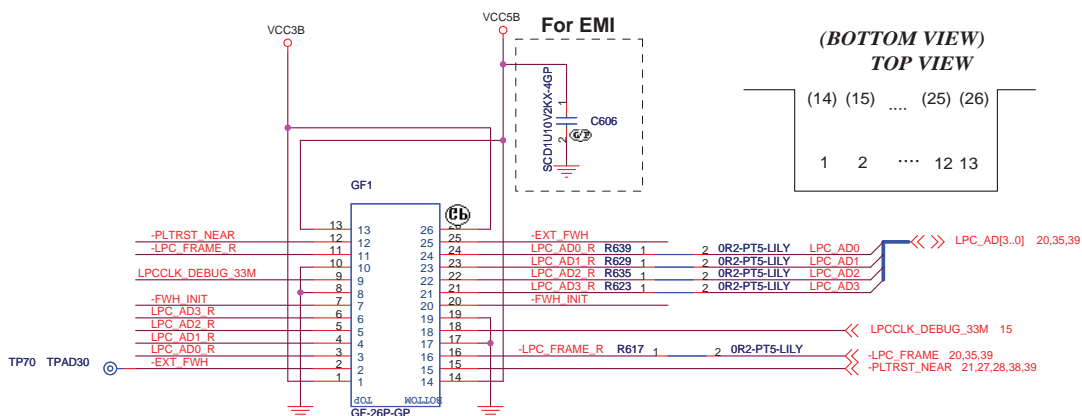 VCC3B
VCC5B
For EMI
(BOTTOM VIEW)
TOP VIEW
(14) (15) .... (25) (26)
1 2 .... 12 13
SCD1U10V2KX-4GP
1
2
C606
G/P
GF1
Cb
13 13 26 26
-PLTRST_NEAR 12 12 25 25 -EXT_FWH
-LPC_FRAME_R 11 11 24 24 LPC_AD0_R R639 1 2 0R2-PT5-LILY LPC_AD0
10 10 23 23 LPC_AD1_R R629 1 2 0R2-PT5-LILY LPC_AD1
LPCCLK_DEBUG_33M 9 9 22 22 LPC_AD2_R R635 1 2 0R2-PT5-LILY LPC_AD2
8 8 21 21 LPC_AD3_R R623 1 2 0R2-PT5-LILY LPC_AD3
LPC_AD[3..0] 20,35,39
-FWH_INIT 7 7 20 20 -FWH_INIT
LPC_AD3_R 6 6 19 19
LPC_AD2_R 5 5 18 18 LPCCLK_DEBUG_33M 15
LPC_AD1_R 4 4 17 17
LPC_AD0_R 3 3 16 16 -LPC_FRAME_R R617 1 2 0R2-PT5-LILY -LPC_FRAME 20,35,39
TP70 TPAD30 -EXT_FWH 2 2 15 15 -PLTRST_NEAR 21,27,28,38,39
1 1 14 14
TOP BOTTOM
GF-26P-GP